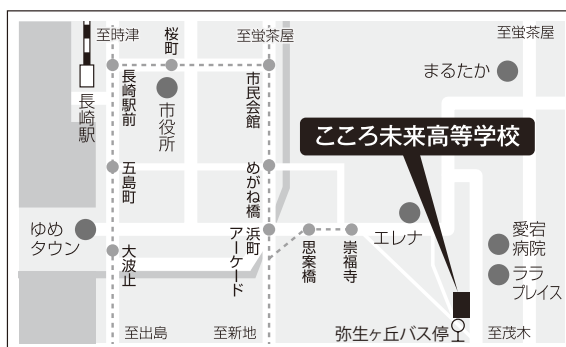 至時津
桜町
至蛍茶屋
至蛍茶屋
まるたか
長崎駅
長崎駅前
市役所
市民会館
こころ未来高等学校
五島町
めがね橋
ゆめ
タウン
大波止
浜町
アーケード
思案橋
崇福寺
エレナ
愛宕
病院
ララ
プレイス
至出島
至新地
弥生ヶ丘バス停
至茂木